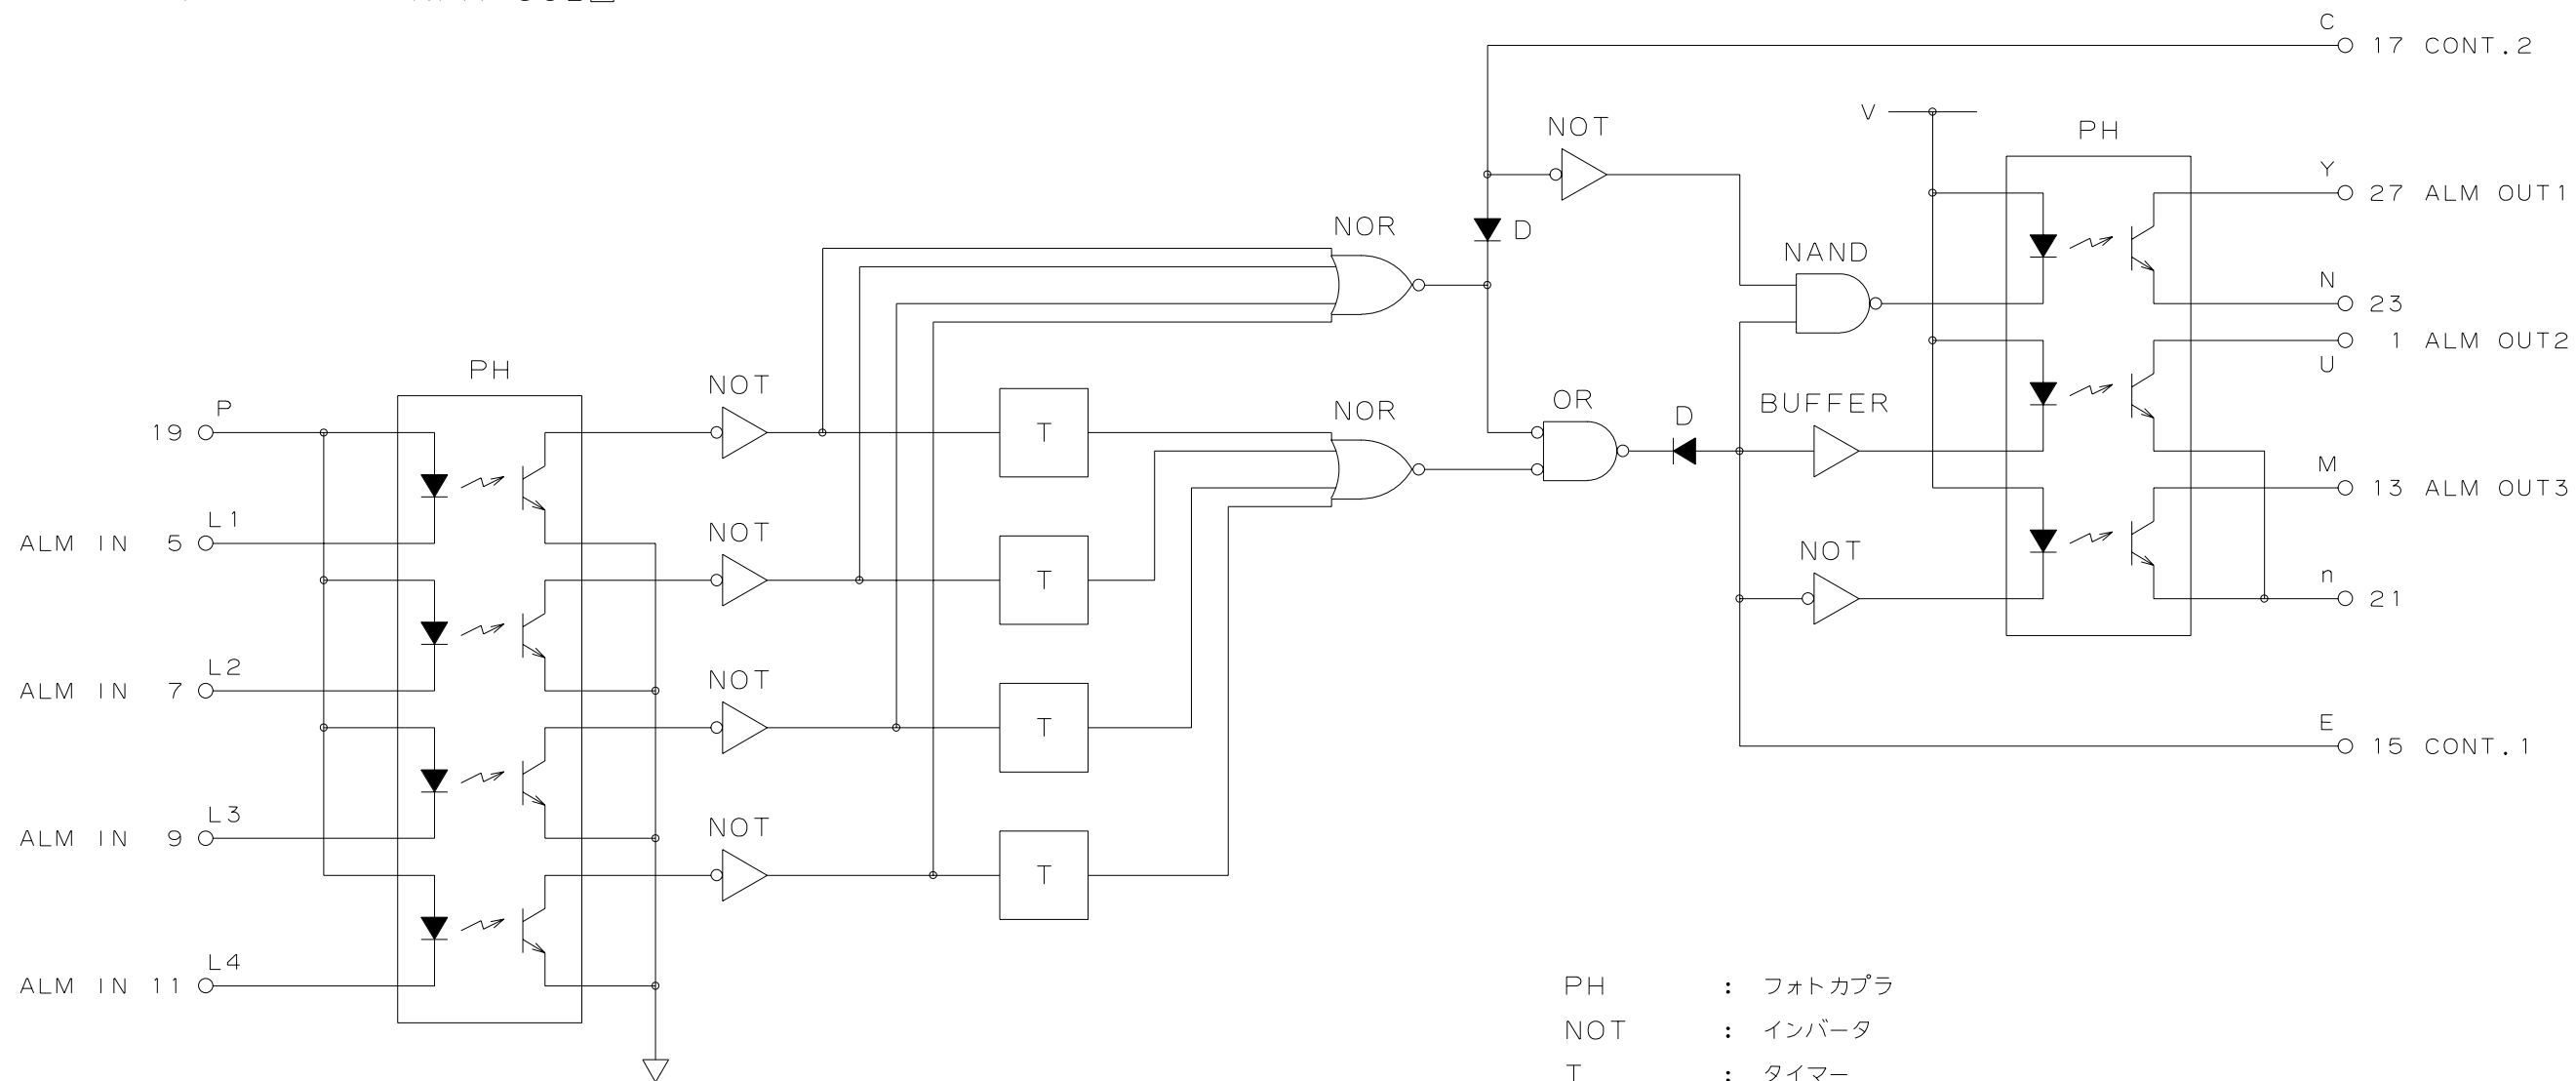 C
17 CONT.2
V
NOT
PH
Y
27 ALM OUT1
NOR
D
NAND
N
23
1 ALM OUT2
U
PH
NOT
NOR
OR
D
BUFFER
P
19
T
M
13 ALM OUT3
L1
ALM IN 5
NOT
T
NOT
n
21
L2
ALM IN 7
NOT
T
E
15 CONT.1
L3
ALM IN 9
NOT
T
L4
ALM IN 11
PH : フォトカプラ
NOT : インバータ
T : タイマー